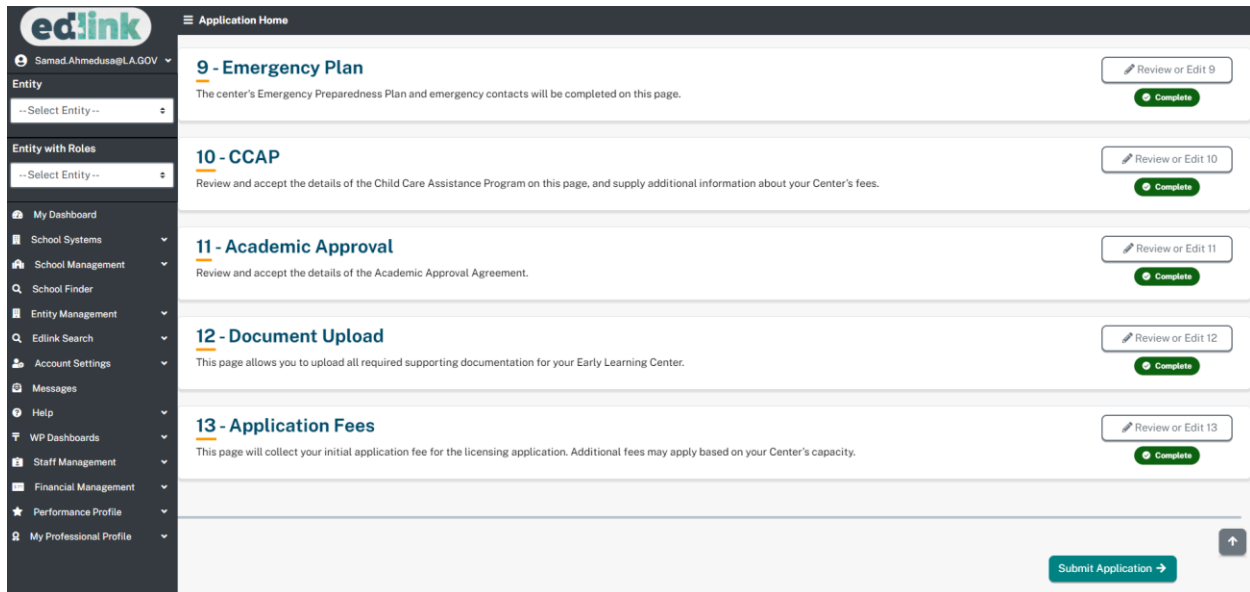 edlink
Application Home
Samad.Ahmedusa@LA.GOV
Entity
--Select Entity--
Entity with Roles
--Select Entity--
My Dashboard
School Systems
School Management
School Finder
Entity Management
Edlink Search
Account Settings
Messages
Help
WP Dashboards
Staff Management
Financial Management
Performance Profile
My Professional Profile
9 - Emergency Plan
The center's Emergency Preparedness Plan and emergency contacts will be completed on this page.
Review or Edit 9
Complete
10 - CCAP
Review and accept the details of the Child Care Assistance Program on this page, and supply additional information about your Center's fees.
Review or Edit 10
Complete
11 - Academic Approval
Review and accept the details of the Academic Approval Agreement.
Review or Edit 11
Complete
12 - Document Upload
This page allows you to upload all required supporting documentation for your Early Learning Center.
Review or Edit 12
Complete
13 - Application Fees
This page will collect your initial application fee for the licensing application. Additional fees may apply based on your Center's capacity.
Review or Edit 13
Complete
Submit Application